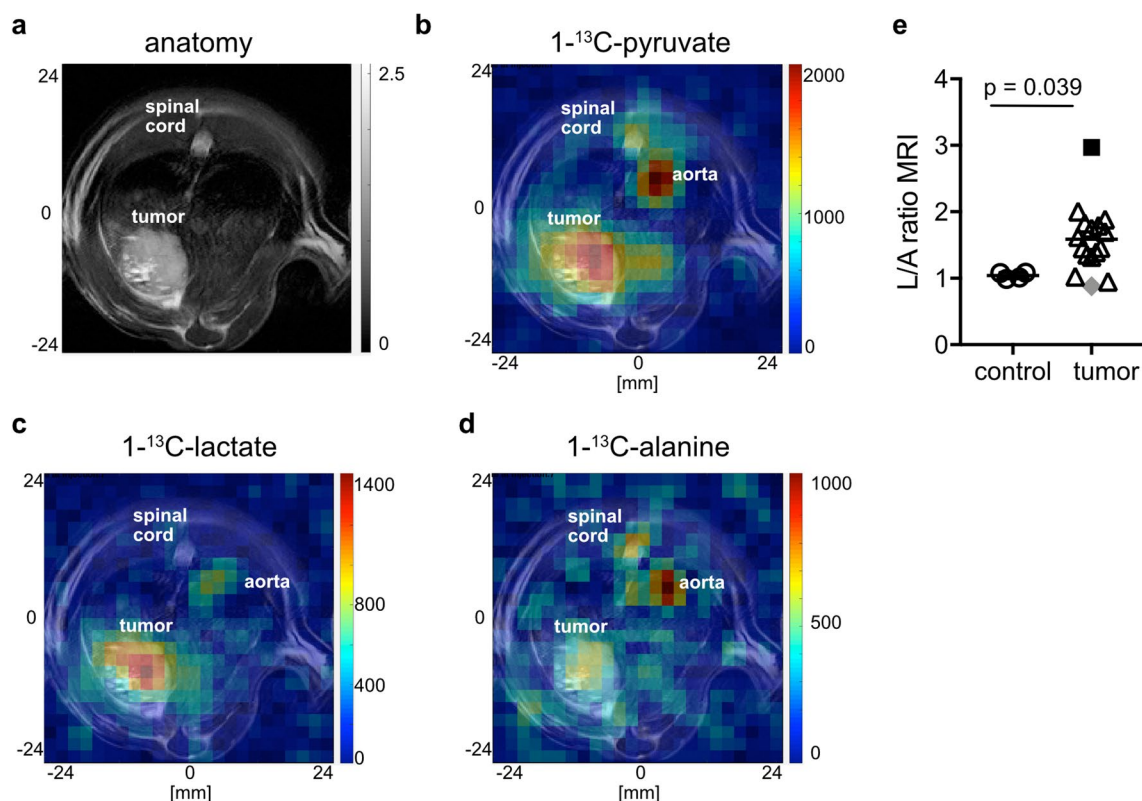 a
anatomy
24
0
-24
2.5
0
spinal
cord
tumor
b
1-¹³C-pyruvate
24
0
-24
-24
0
24
[mm]
2000
1000
0
spinal
cord
aorta
tumor
e
4
3
2
1
0
L/A ratio MRI
p = 0.039
control
tumor
c
1-¹³C-lactate
24
0
-24
-24
0
24
[mm]
1400
800
400
0
spinal
cord
aorta
tumor
d
1-¹³C-alanine
24
0
-24
-24
0
24
[mm]
1000
500
0
spinal
cord
aorta
tumor